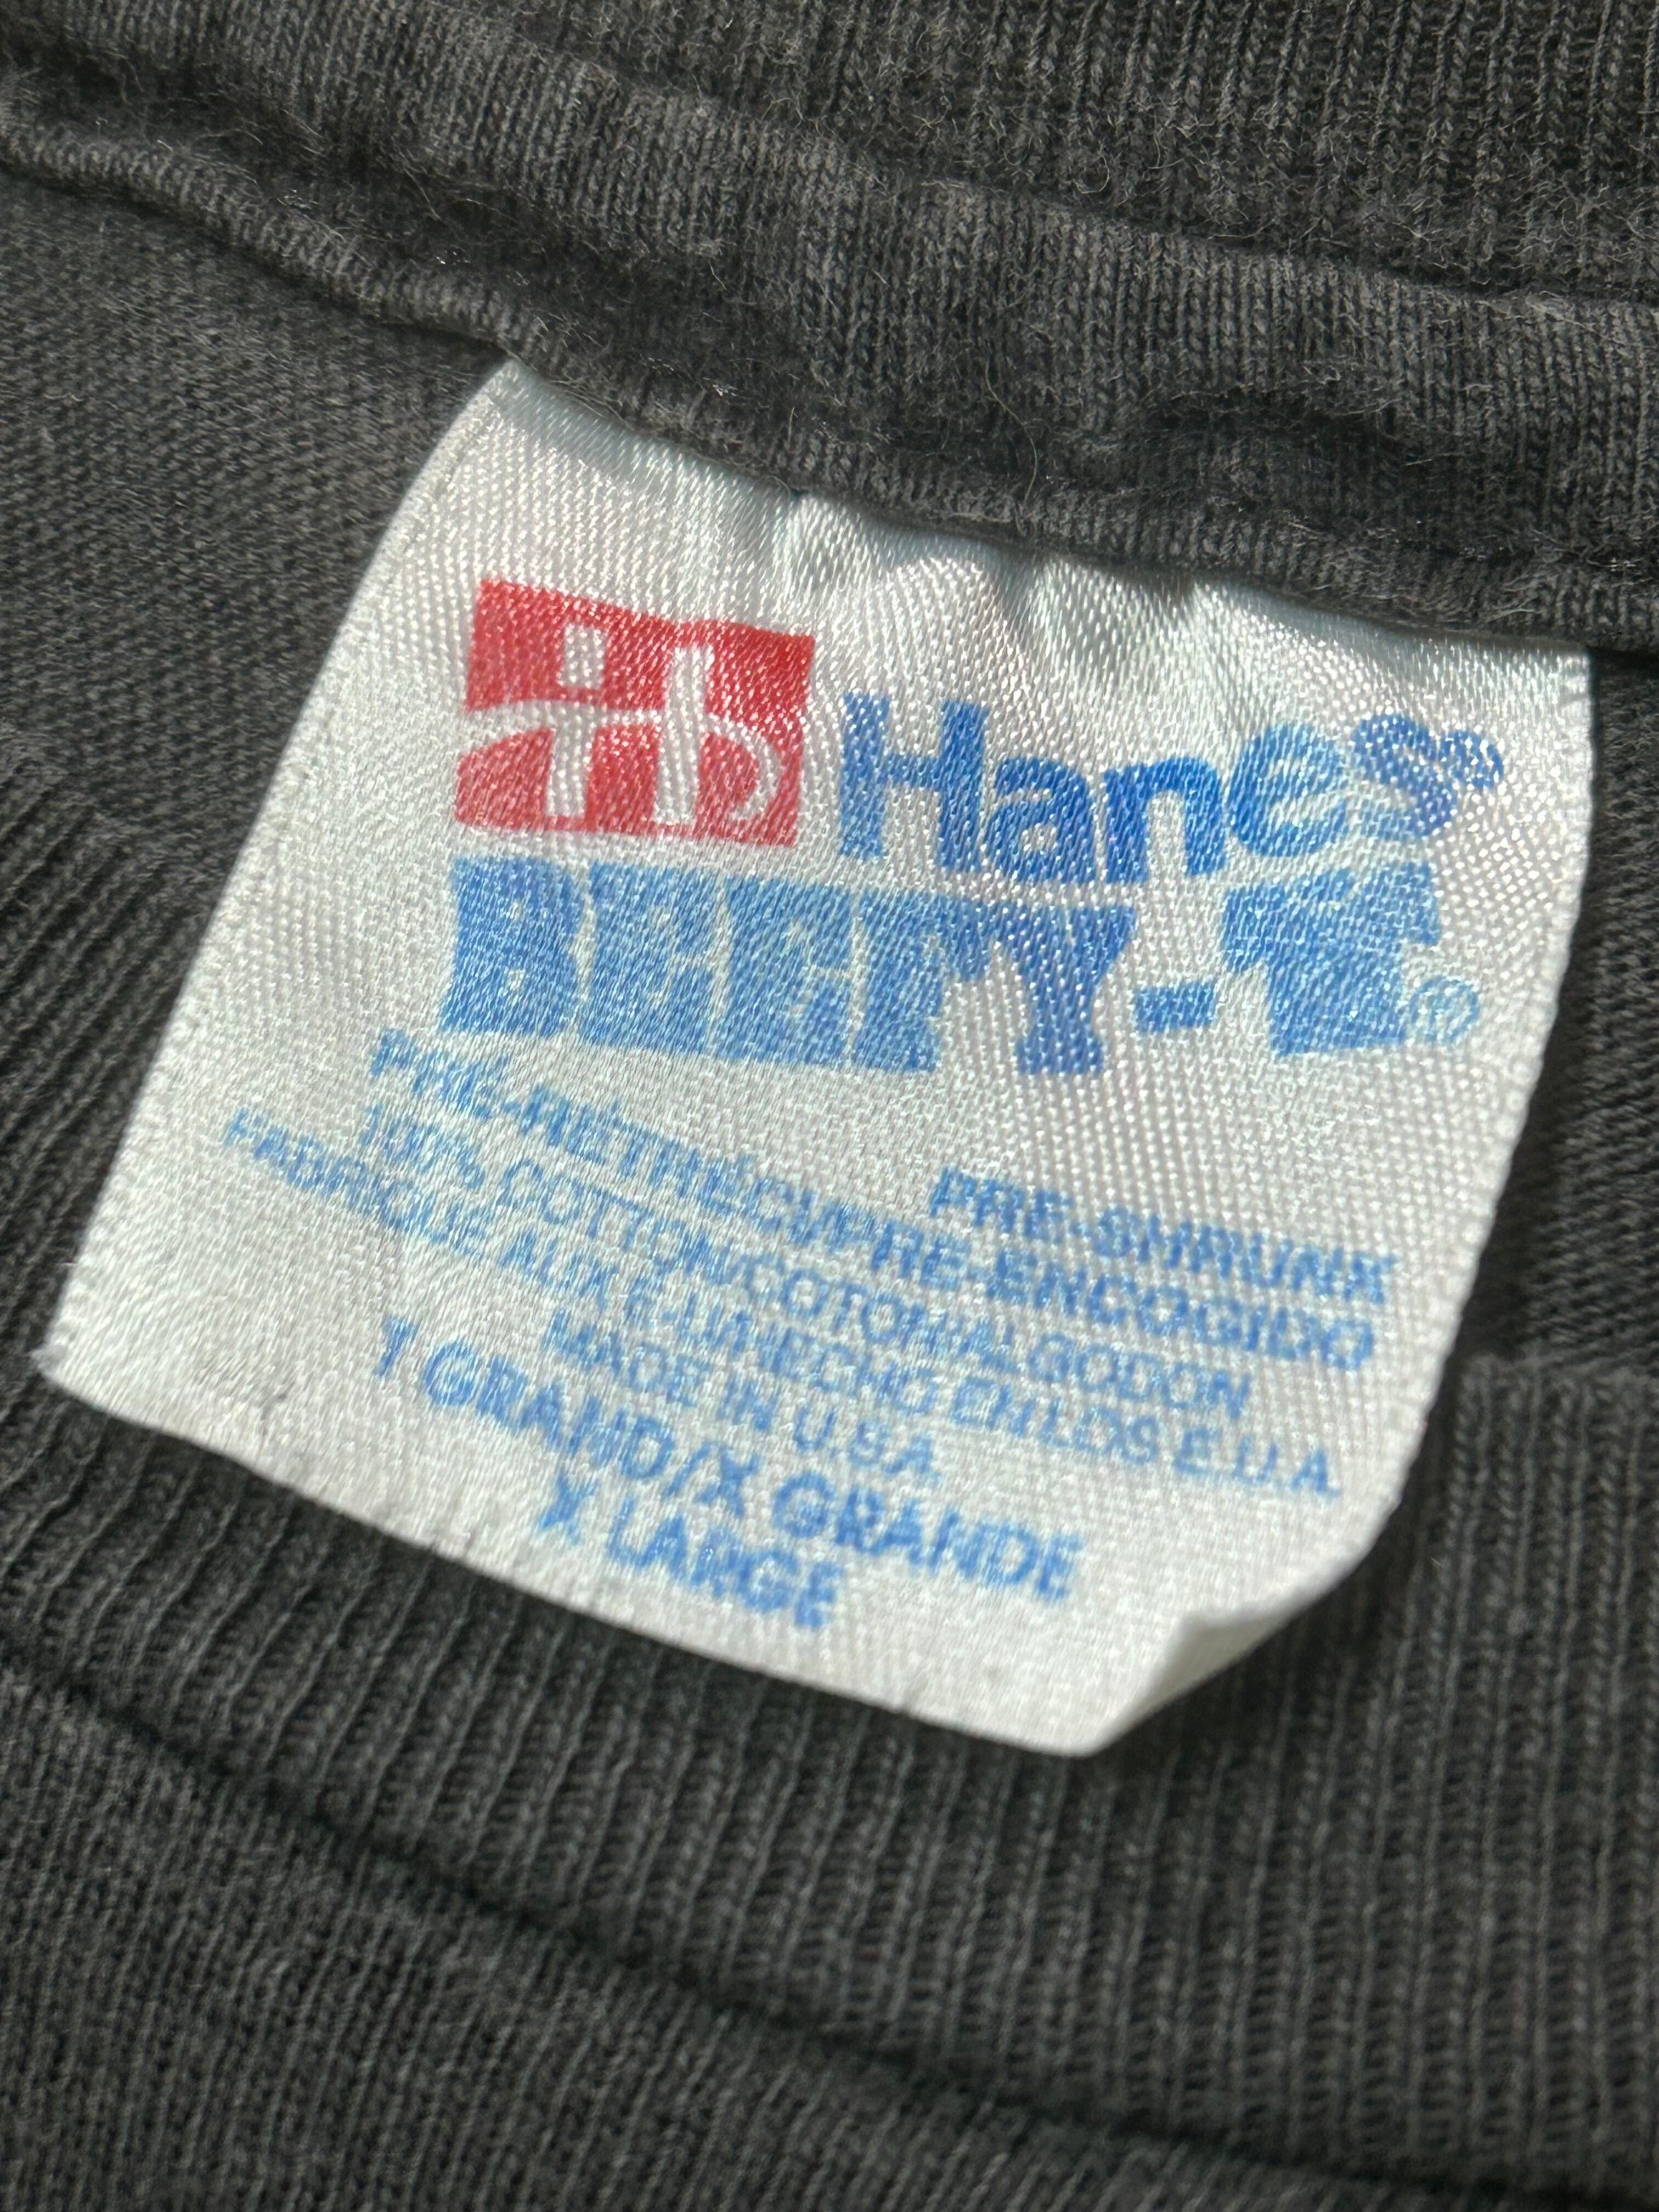 H Hanes
BEEFY-T®
PRE-SHRUNK
PRÉ-RÉTRÉCI/PRE-ENCOGIDO
100% COTTON/COTON/ALGODON
FABRIQUÉ AUX É.-U./HECHO EN LOS E.U.A.
MADE IN U.S.A.
T GRAND/X GRANDE
X LARGE